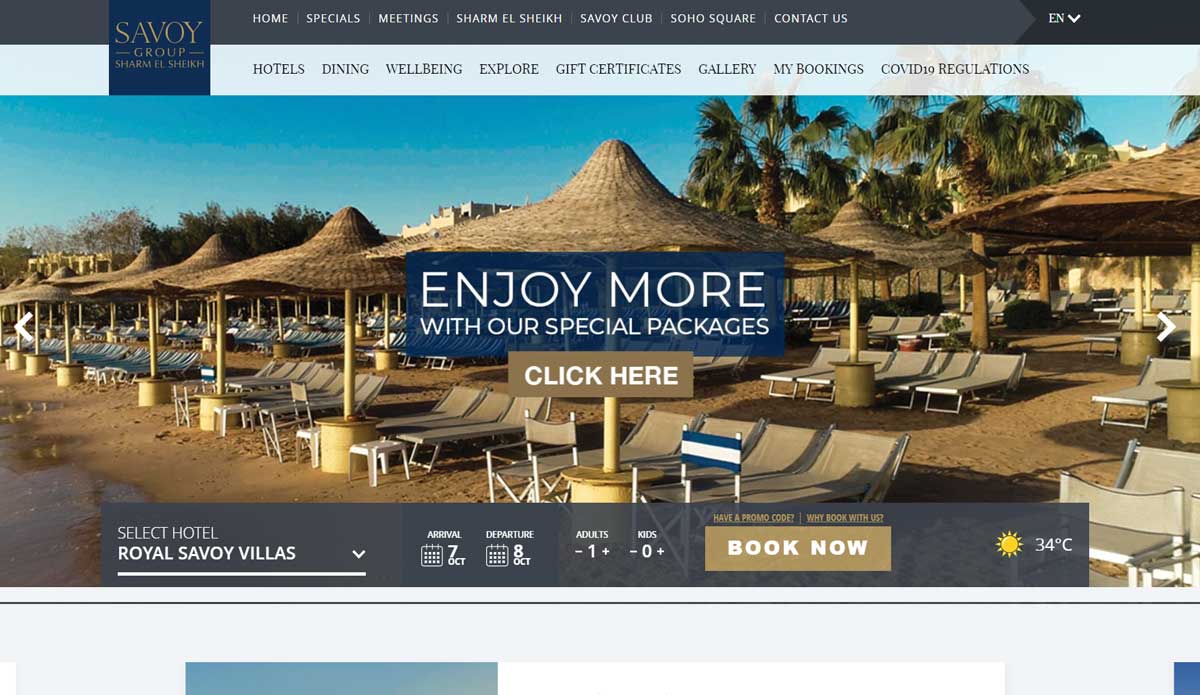 SAVOY
GROUP
SHARM EL SHEIKH
HOME SPECIALS MEETINGS SHARM EL SHEIKH SAVOY CLUB SOHO SQUARE CONTACT US
EN
HOTELS DINING WELLBEING EXPLORE GIFT CERTIFICATES GALLERY MY BOOKINGS COVID19 REGULATIONS
ENJOY MORE
WITH OUR SPECIAL PACKAGES
CLICK HERE
SELECT HOTEL
ROYAL SAVOY VILLAS
ARRIVAL
7 OCT
DEPARTURE
8 OCT
ADULTS
- 1 +
KIDS
- 0 +
HAVE A PROMO CODE? | WHY BOOK WITH US?
BOOK NOW
34°C